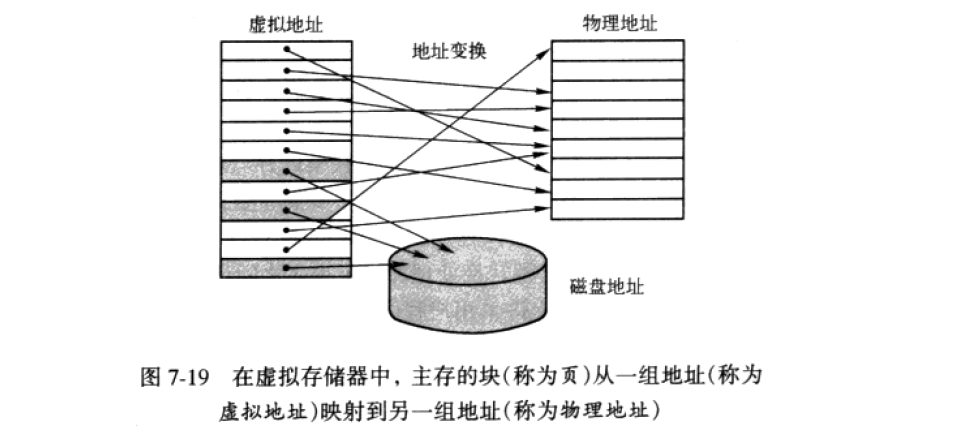 虚拟地址
物理地址
地址变换
磁盘地址
图 7-19 在虚拟存储器中，主存的块(称为页)从一组地址(称为
虚拟地址)映射到另一组地址(称为物理地址)